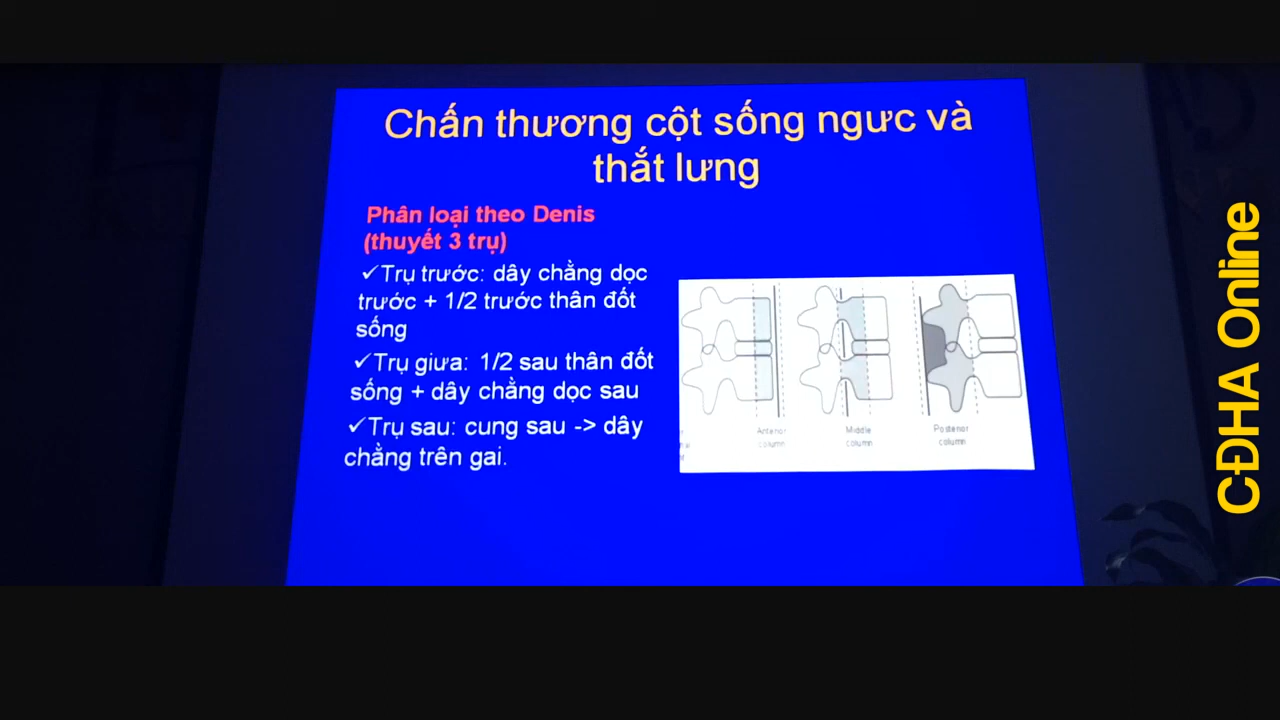 Chấn thương cột sống ngưc và
thắt lưng
Phân loại theo Denis
(thuyết 3 trụ)
✓Trụ trước: dây chằng dọc
trước + 1/2 trước thân đốt
sống
✓Trụ giưa: 1/2 sau thân đốt
sống + dây chằng dọc sau
✓Trụ sau: cung sau -> dây
chằng trên gai.
Anterior
column
Middle
column
Posterior
column
CĐHA Online